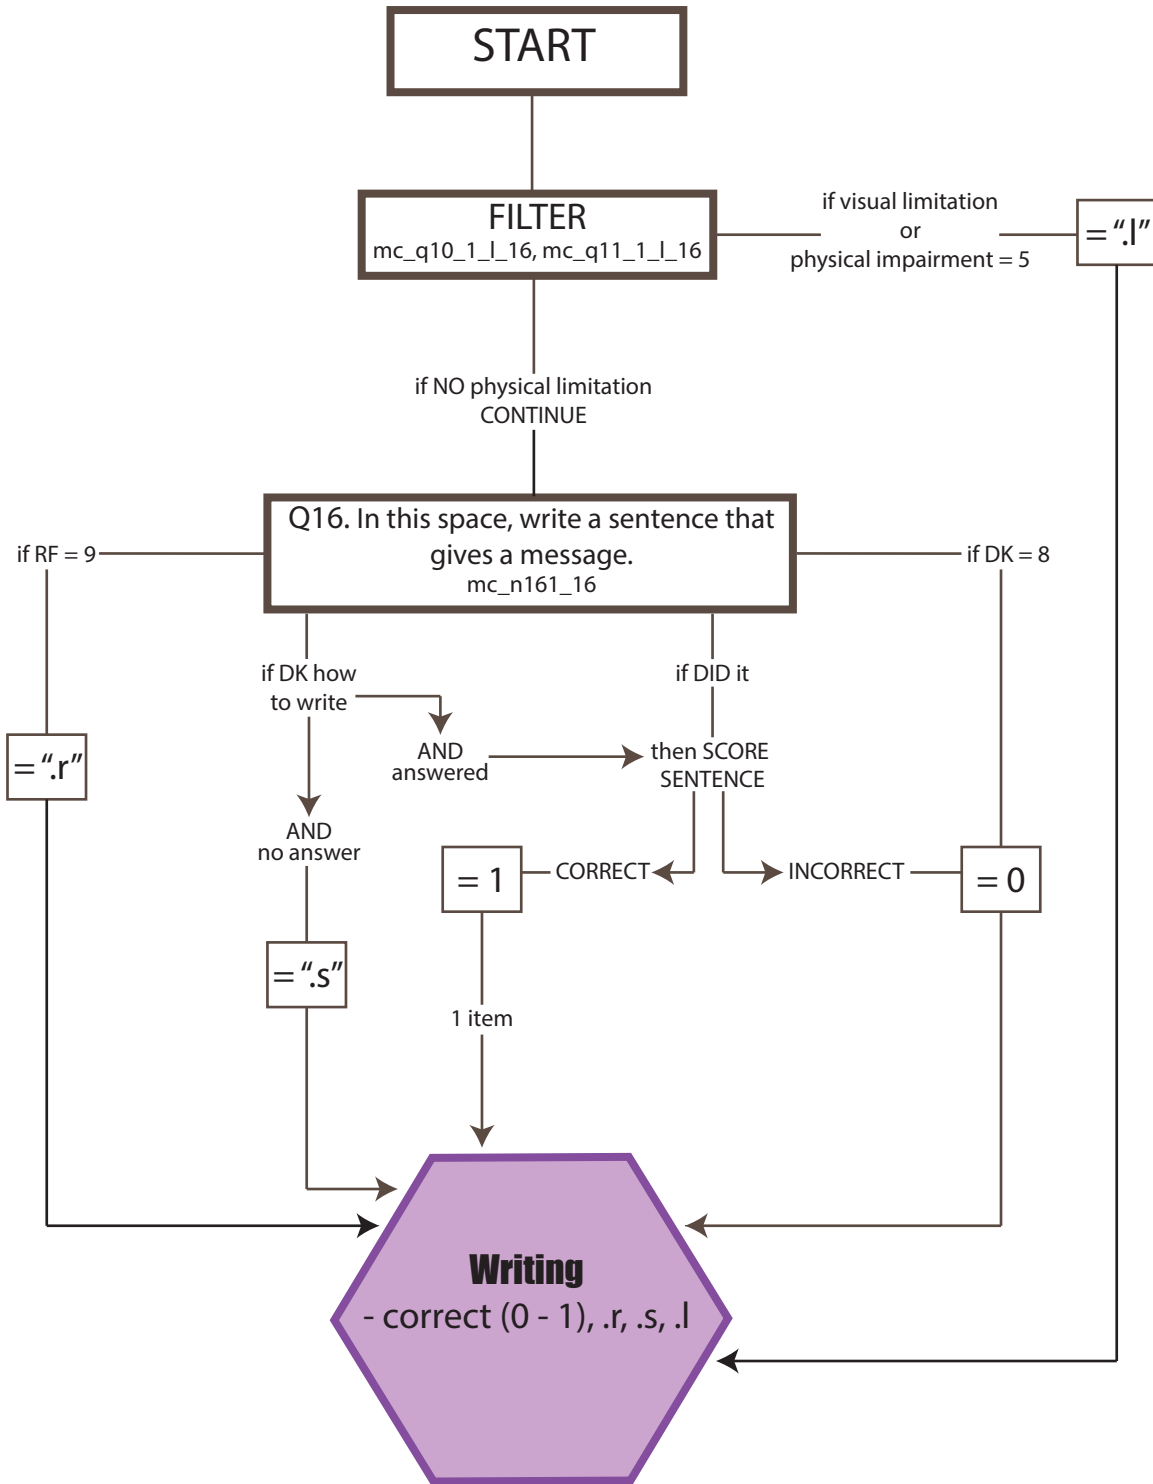 START
FILTER
mc_q10_1_l_16, mc_q11_1_l_16
if visual limitation
or
physical impairment = 5
= “.l”
if NO physical limitation
CONTINUE
Q16. In this space, write a sentence that
gives a message.
mc_n161_16
if RF = 9
if DK = 8
if DK how
to write
if DID it
AND
answered
then SCORE
SENTENCE
= “.r”
AND
no answer
= 1
CORRECT
INCORRECT
= 0
= “.s”
1 item
Writing
- correct (0 - 1), .r, .s, .l